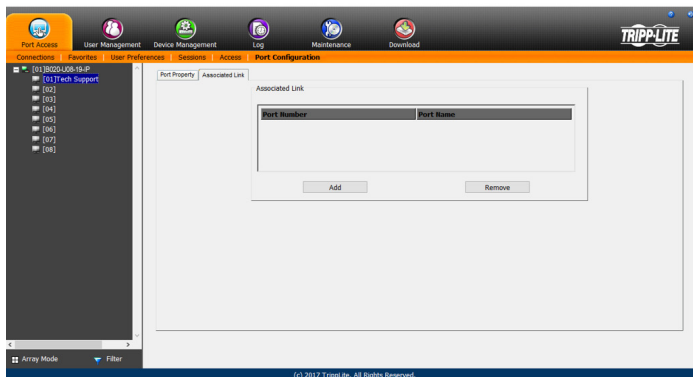 TRIPP·LITE
Port Access User Management Device Management Log Maintenance Download
Connections Favorites User Preferences Sessions Access Port Configuration
[01]B020-U08-19-IP
[01]Tech Support
[02]
[03]
[04]
[05]
[06]
[07]
[08]
Port Property Associated Link
Associated Link
Port Number Port Name
Add Remove
Array Mode Filter
(c) 2017 TrippLite. All Rights Reserved.